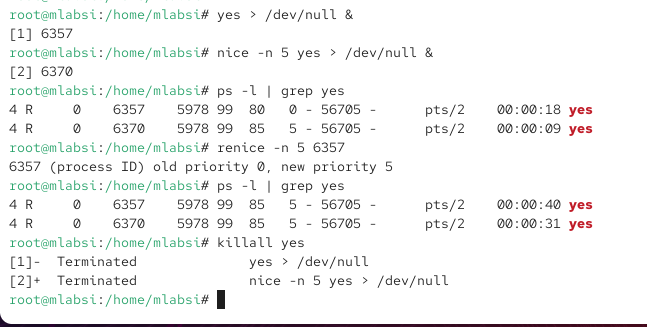 root@mlabsi:/home/mlabsi# yes > /dev/null &
[1] 6357
root@mlabsi:/home/mlabsi# nice -n 5 yes > /dev/null &
[2] 6370
root@mlabsi:/home/mlabsi# ps -l | grep yes
4 R     0    6357    5978 99  80   0 - 56705 -      pts/2    00:00:18 yes
4 R     0    6370    5978 99  85   5 - 56705 -      pts/2    00:00:09 yes
root@mlabsi:/home/mlabsi# renice -n 5 6357
6357 (process ID) old priority 0, new priority 5
root@mlabsi:/home/mlabsi# ps -l | grep yes
4 R     0    6357    5978 99  85   5 - 56705 -      pts/2    00:00:40 yes
4 R     0    6370    5978 99  85   5 - 56705 -      pts/2    00:00:31 yes
root@mlabsi:/home/mlabsi# killall yes
[1]-  Terminated              yes > /dev/null
[2]+  Terminated              nice -n 5 yes > /dev/null
root@mlabsi:/home/mlabsi#